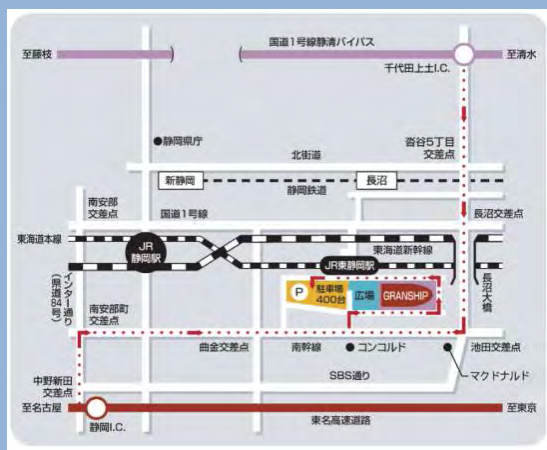 国道1号線静清バイパス
至藤枝
至清水
千代田上土I.C.
静岡県庁
沓谷5丁目
交差点
北街道
新静岡
長沼
静岡鉄道
南安部
交差点
国道1号線
長沼交差点
東海道本線
JR
静岡駅
東海道新幹線
JR東静岡駅
インター通り
(県道84号)
P
駐車場
400台
広場
GRANSHIP
長沼大橋
南安部町
交差点
曲金交差点
南幹線
コンコルド
池田交差点
中野新田
交差点
SBS通り
マクドナルド
至名古屋
至東京
静岡I.C.
東名高速道路